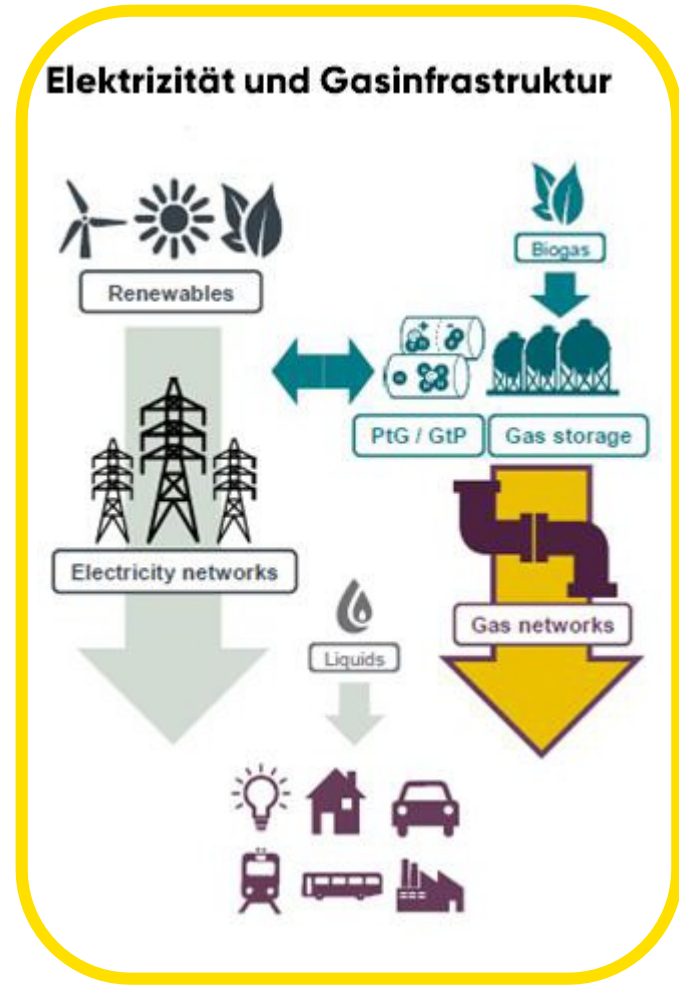 Elektrizität und Gasinfrastruktur
Renewables
Biogas
PtG / GtP
Gas storage
Electricity networks
Gas networks
Liquids